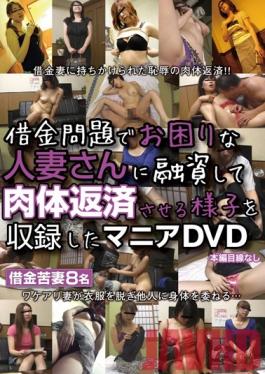 借金妻に持ちかけられた恥辱の肉体返済!!
借金問題でお困りな
人妻さんに融資して
肉体返済させる様子を
収録したマニアDVD
本編目線なし
借金苦妻8名
ワケアリ妻が衣服を脱ぎ他人に身体を委ねる…